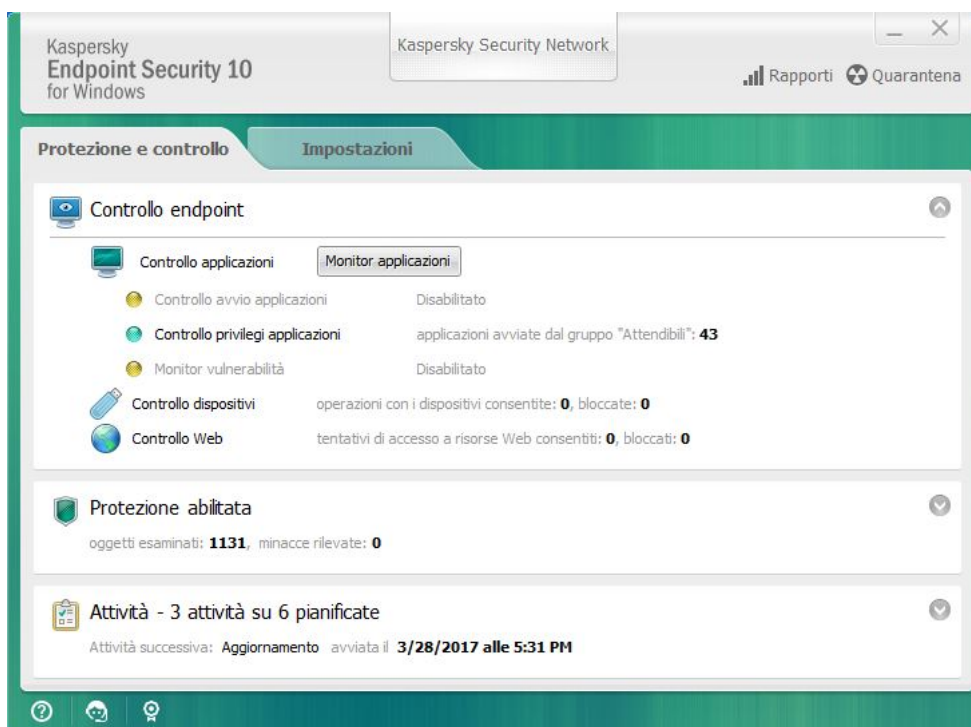 Kaspersky
Endpoint Security 10
for Windows
Kaspersky Security Network
Rapporti Quarantena
Protezione e controllo Impostazioni
Controllo endpoint
Controllo applicazioni Monitor applicazioni
Controllo avvio applicazioni Disabilitato
Controllo privilegi applicazioni applicazioni avviate dal gruppo "Attendibili": 43
Monitor vulnerabilità Disabilitato
Controllo dispositivi operazioni con i dispositivi consentite: 0, bloccate: 0
Controllo Web tentativi di accesso a risorse Web consentiti: 0, bloccati: 0
Protezione abilitata
oggetti esaminati: 1131, minacce rilevate: 0
Attività - 3 attività su 6 pianificate
Attività successiva: Aggiornamento avviata il 3/28/2017 alle 5:31 PM